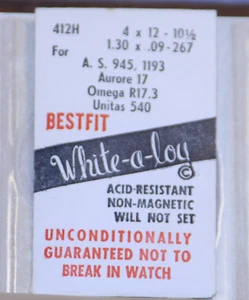 412H 4 x 12 - 10½
For 1.30 x .09-267
A. S. 945, 1193
Aurore 17
Omega R17.3
Unitas 540
BESTFIT
White-a-loy
©
ACID-RESISTANT
NON-MAGNETIC
WILL NOT SET
UNCONDITIONALLY
GUARANTEED NOT TO
BREAK IN WATCH